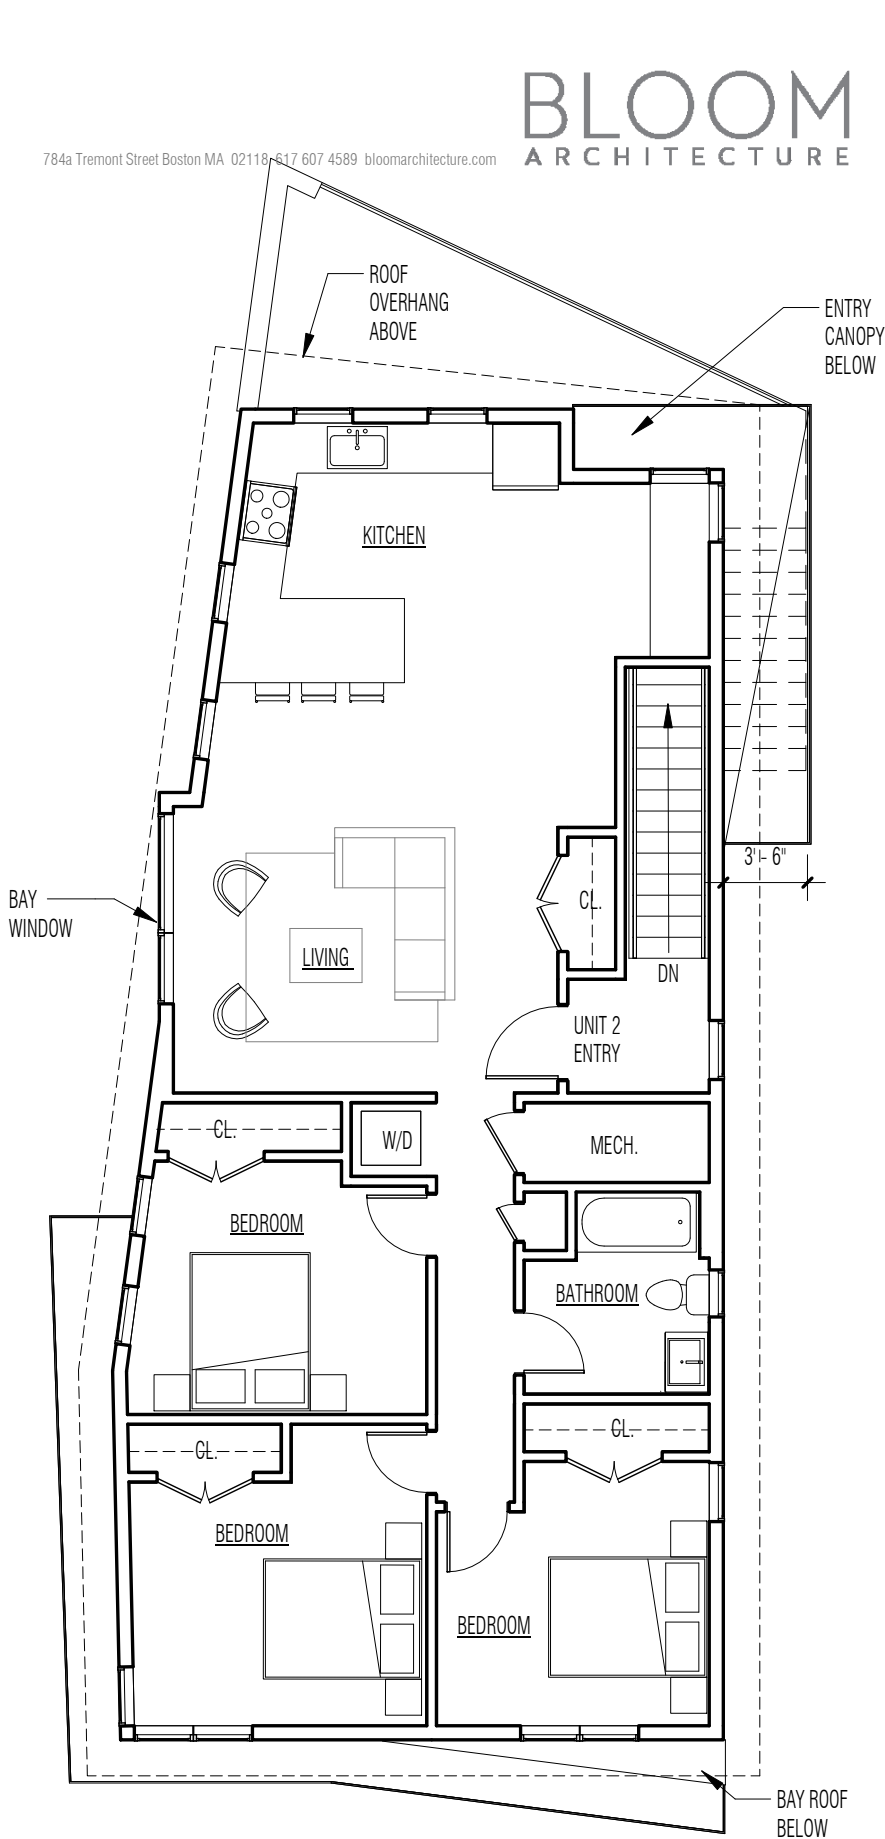 BLOOM
ARCHITECTURE
784a Tremont Street Boston MA 02118 617 607 4589 bloomarchitecture.com
ROOF
OVERHANG
ABOVE
ENTRY
CANOPY
BELOW
KITCHEN
3' - 6"
BAY
WINDOW
CL.
LIVING
DN
UNIT 2
ENTRY
CL.
W/D
MECH.
BEDROOM
BATHROOM
CL.
CL.
BEDROOM
BEDROOM
BAY ROOF
BELOW